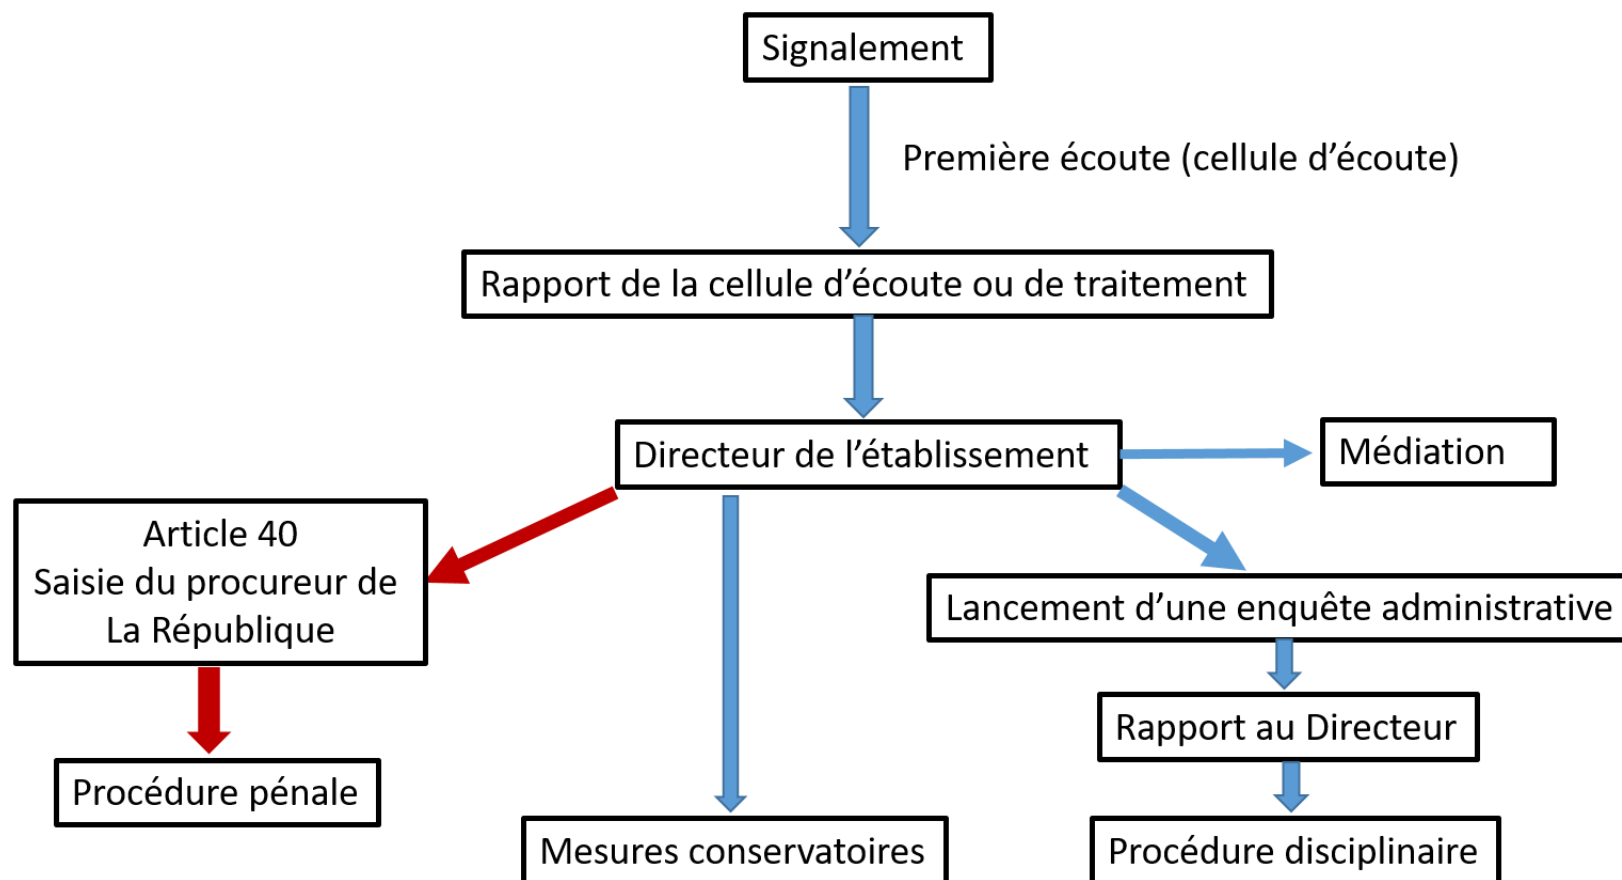 Signalement
Première écoute (cellule d’écoute)
Rapport de la cellule d’écoute ou de traitement
Directeur de l’établissement
Médiation
Article 40
Saisie du procureur de
La République
Lancement d’une enquête administrative
Rapport au Directeur
Procédure pénale
Mesures conservatoires
Procédure disciplinaire